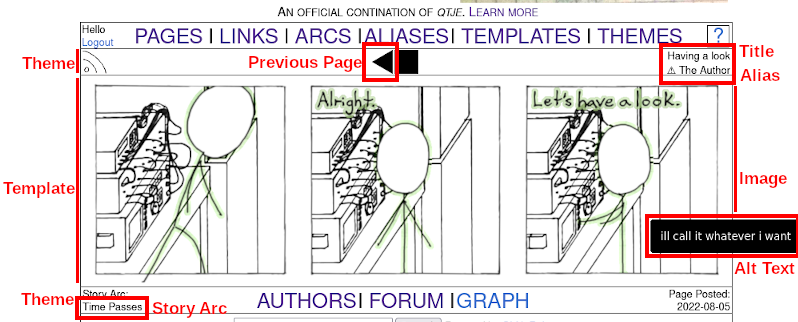 AN OFFICIAL CONTINATION OF QTJE. LEARN MORE
Hello
Logout
PAGES | LINKS | ARCS |ALIASES| TEMPLATES | THEMES
?
Theme
Previous Page
Having a look
⚠ The Author
Title
Alias
Alright.
Let's have a look.
Template
Image
ill call it whatever i want
Alt Text
Theme
Story Arc:
Time Passes
Story Arc
AUTHORS| FORUM |GRAPH
Page Posted:
2022-08-05